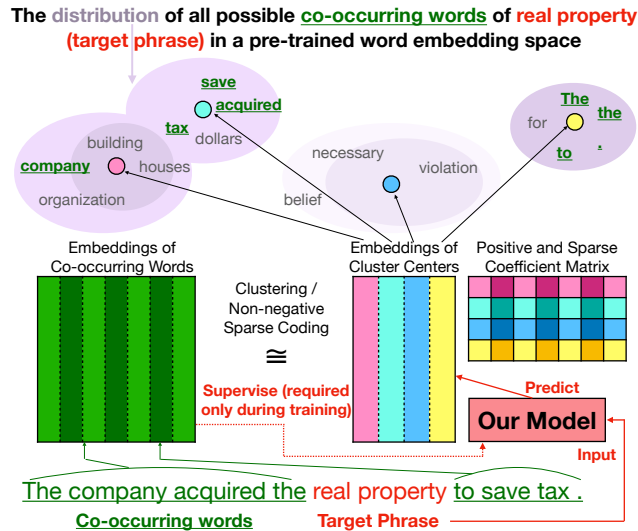 The distribution of all possible co-occurring words of real property
(target phrase) in a pre-trained word embedding space
save
acquired
tax
dollars
building
company
houses
organization
necessary
violation
belief
The
for
the
to
.
Embeddings of
Co-occurring Words
Embeddings of
Cluster Centers
Positive and Sparse
Coefficient Matrix
Clustering /
Non-negative
Sparse Coding
≅
Supervise (required
only during training)
Predict
Our Model
Input
The company acquired the real property to save tax .
Co-occurring words
Target Phrase